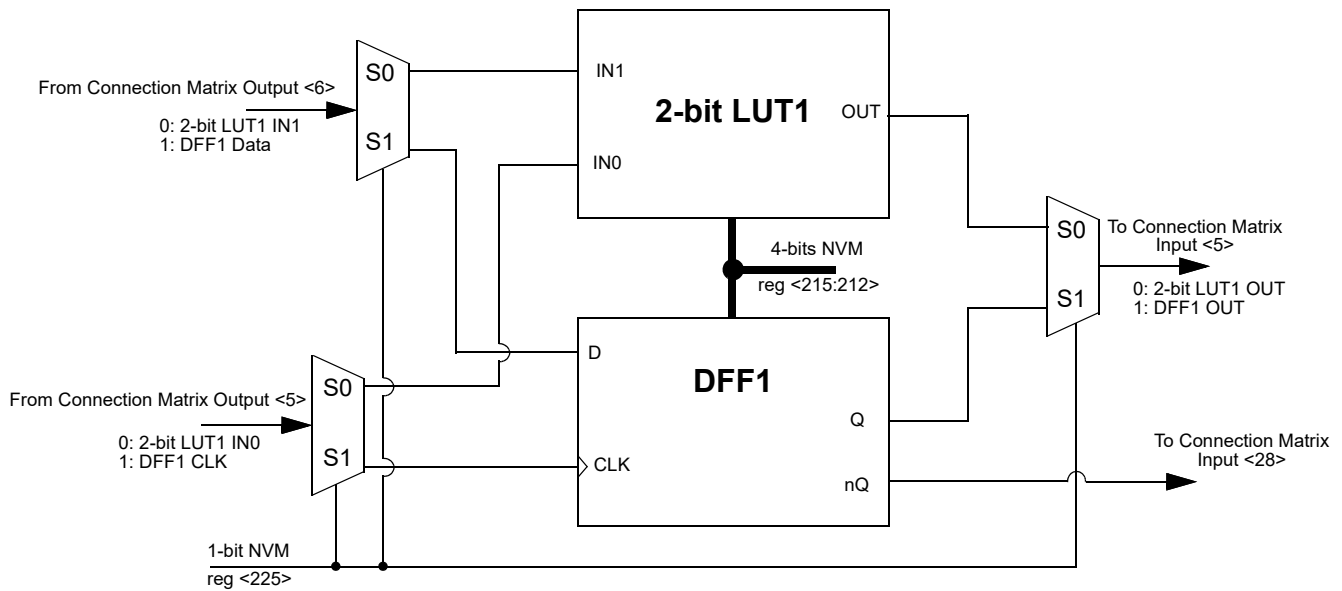 From Connection Matrix Output <6>
0: 2-bit LUT1 IN1
1: DFF1 Data
S0
S1
IN1
IN0
2-bit LUT1
OUT
4-bits NVM
reg <215:212>
S0
S1
To Connection Matrix
Input <5>
0: 2-bit LUT1 OUT
1: DFF1 OUT
From Connection Matrix Output <5>
0: 2-bit LUT1 IN0
1: DFF1 CLK
S0
S1
D
CLK
DFF1
Q
nQ
To Connection Matrix
Input <28>
1-bit NVM
reg <225>